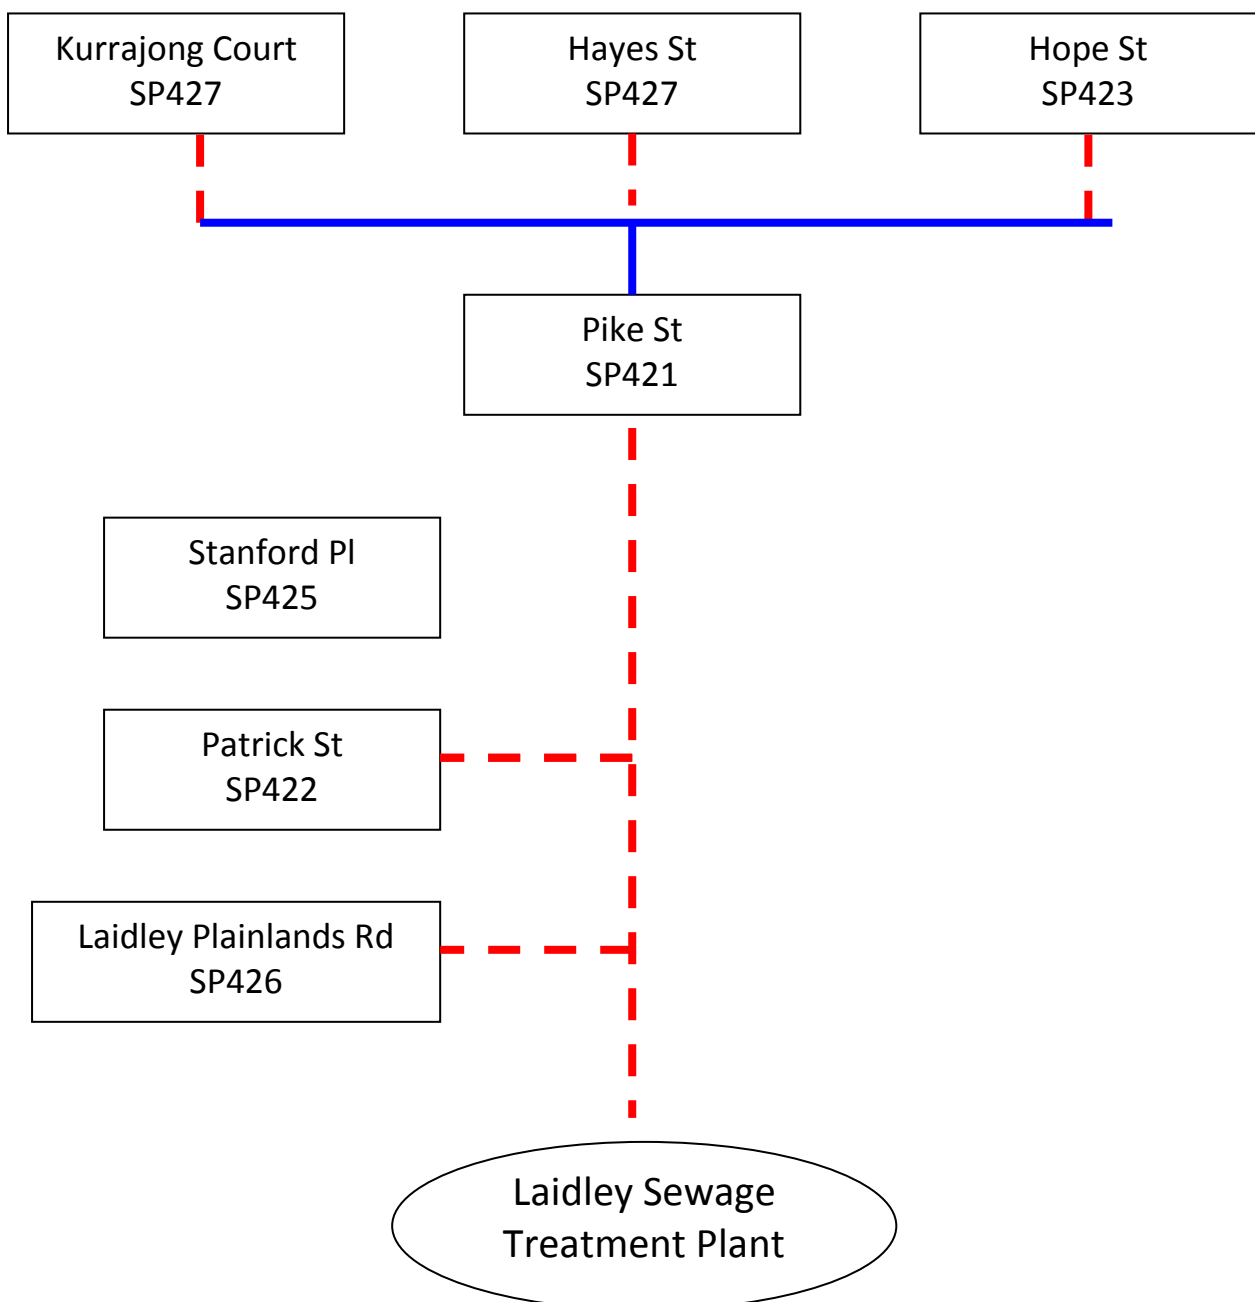 Kurrajong Court
SP427
Hayes St
SP427
Hope St
SP423
Pike St
SP421
Stanford Pl
SP425
Patrick St
SP422
Laidley Plainlands Rd
SP426
Laidley Sewage
Treatment Plant